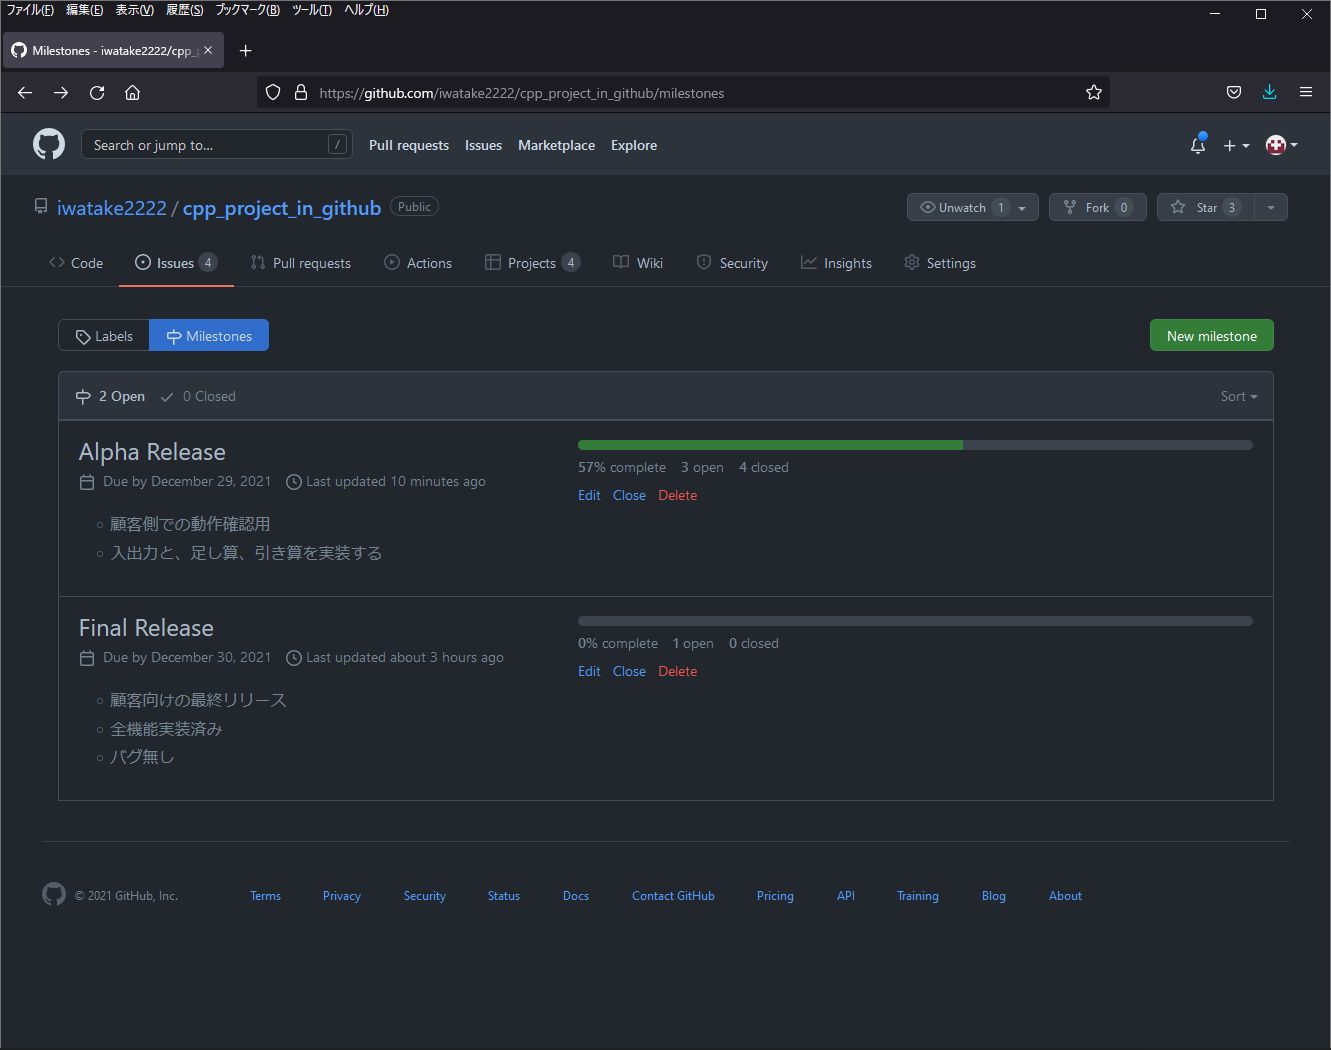 ファイル(F) 編集(E) 表示(V) 履歴(S) ブックマーク(B) ツール(T) ヘルプ(H)
Milestones - iwatake2222/cpp_
https://github.com/iwatake2222/cpp_project_in_github/milestones
Search or jump to... / Pull requests Issues Marketplace Explore
iwatake2222 / cpp_project_in_github Public Unwatch 1 Fork 0 Star 3
Code Issues 4 Pull requests Actions Projects 4 Wiki Security Insights Settings
Labels Milestones New milestone
2 Open 0 Closed Sort
Alpha Release
Due by December 29, 2021 Last updated 10 minutes ago
顧客側での動作確認用
入出力と、足し算、引き算を実装する
57% complete 3 open 4 closed
Edit Close Delete
Final Release
Due by December 30, 2021 Last updated about 3 hours ago
顧客向けの最終リリース
全機能実装済み
バグ無し
0% complete 1 open 0 closed
Edit Close Delete
© 2021 GitHub, Inc. Terms Privacy Security Status Docs Contact GitHub Pricing API Training Blog About